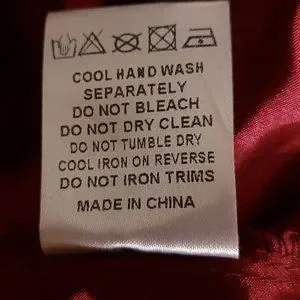 COOL HAND WASH
SEPARATELY
DO NOT BLEACH
DO NOT DRY CLEAN
DO NOT TUMBLE DRY
COOL IRON ON REVERSE
DO NOT IRON TRIMS
MADE IN CHINA